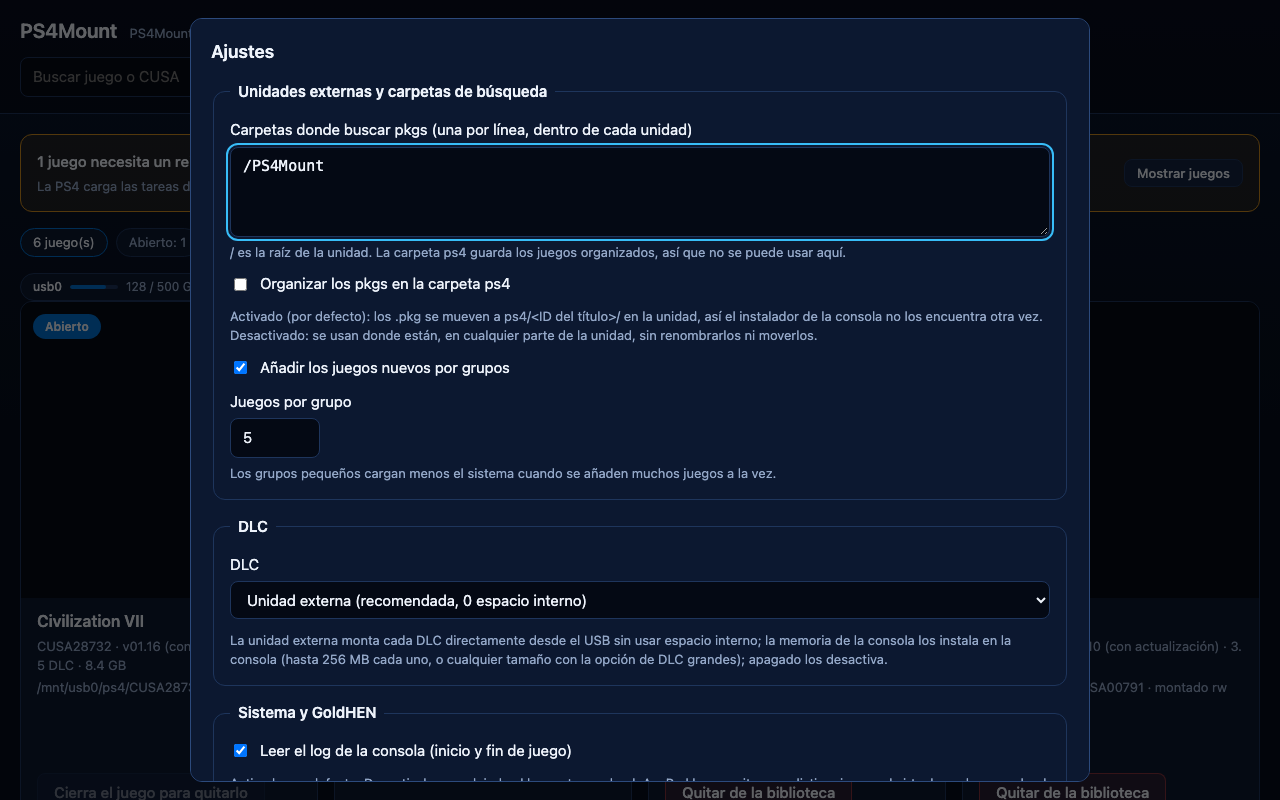 PS4Mount PS4Mount
Buscar juego o CUSA
1 juego necesita un re
La PS4 carga las tareas d
Mostrar juegos
6 juego(s)
Abierto: 1
usb0 128 / 500 G
Abierto
Civilization VII
CUSA28732 · v01.16 (con
5 DLC · 8.4 GB
/mnt/usb0/ps4/CUSA2873
Cierra el juego para quitarlo
Ajustes
Unidades externas y carpetas de búsqueda
Carpetas donde buscar pkgs (una por línea, dentro de cada unidad)
/PS4Mount
/ es la raíz de la unidad. La carpeta ps4 guarda los juegos organizados, así que no se puede usar aquí.
Organizar los pkgs en la carpeta ps4
Activado (por defecto): los .pkg se mueven a ps4/<ID del título>/ en la unidad, así el instalador de la consola no los encuentra otra vez.
Desactivado: se usan donde están, en cualquier parte de la unidad, sin renombrarlos ni moverlos.
Añadir los juegos nuevos por grupos
Juegos por grupo
5
Los grupos pequeños cargan menos el sistema cuando se añaden muchos juegos a la vez.
DLC
DLC
Unidad externa (recomendada, 0 espacio interno)
La unidad externa monta cada DLC directamente desde el USB sin usar espacio interno; la memoria de la consola los instala en la
consola (hasta 256 MB cada uno, o cualquier tamaño con la opción de DLC grandes); apagado los desactiva.
Sistema y GoldHEN
Leer el log de la consola (inicio y fin de juego)
10 (con actualización) · 3.
SA00791 · montado rw
Quitar de la biblioteca
Quitar de la biblioteca